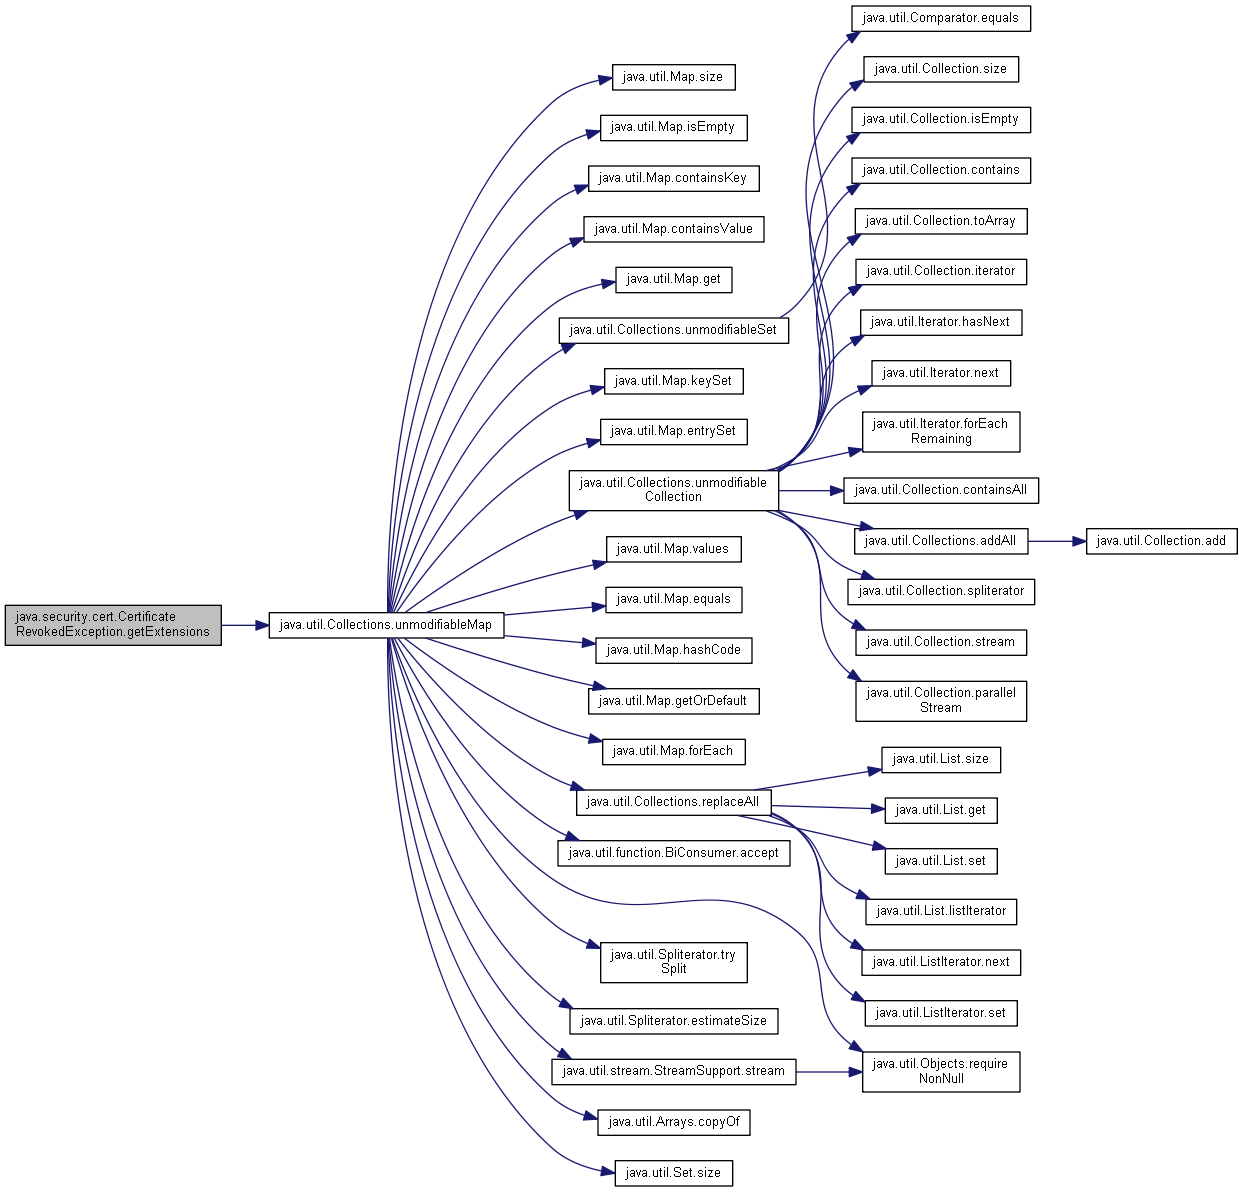 java.security.cert.Certificate
RevokedException.getExtensions
java.util.Collections.unmodifiableMap
java.util.Map.size
java.util.Map.isEmpty
java.util.Map.containsKey
java.util.Map.containsValue
java.util.Map.get
java.util.Collections.unmodifiableSet
java.util.Map.keySet
java.util.Map.entrySet
java.util.Collections.unmodifiable
Collection
java.util.Map.values
java.util.Map.equals
java.util.Map.hashCode
java.util.Map.getOrDefault
java.util.Map.forEach
java.util.Collections.replaceAll
java.util.function.BiConsumer.accept
java.util.Spliterator.try
Split
java.util.Spliterator.estimateSize
java.util.stream.StreamSupport.stream
java.util.Arrays.copyOf
java.util.Set.size
java.util.Comparator.equals
java.util.Collection.size
java.util.Collection.isEmpty
java.util.Collection.contains
java.util.Collection.toArray
java.util.Collection.iterator
java.util.Iterator.hasNext
java.util.Iterator.next
java.util.Iterator.forEach
Remaining
java.util.Collection.containsAll
java.util.Collections.addAll
java.util.Collection.spliterator
java.util.Collection.stream
java.util.Collection.parallel
Stream
java.util.List.size
java.util.List.get
java.util.List.set
java.util.List.listIterator
java.util.ListIterator.next
java.util.ListIterator.set
java.util.Objects.require
NonNull
java.util.Collection.add